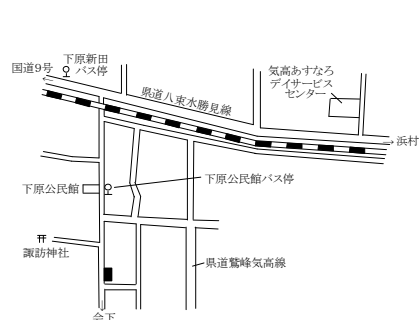 下原新田
バス停
国道9号
県道八束水勝見線
気高あすなろ
デイサービス
センター
浜村
下原公民館
下原公民館バス停
諏訪神社
県道鷲峰気高線
会下